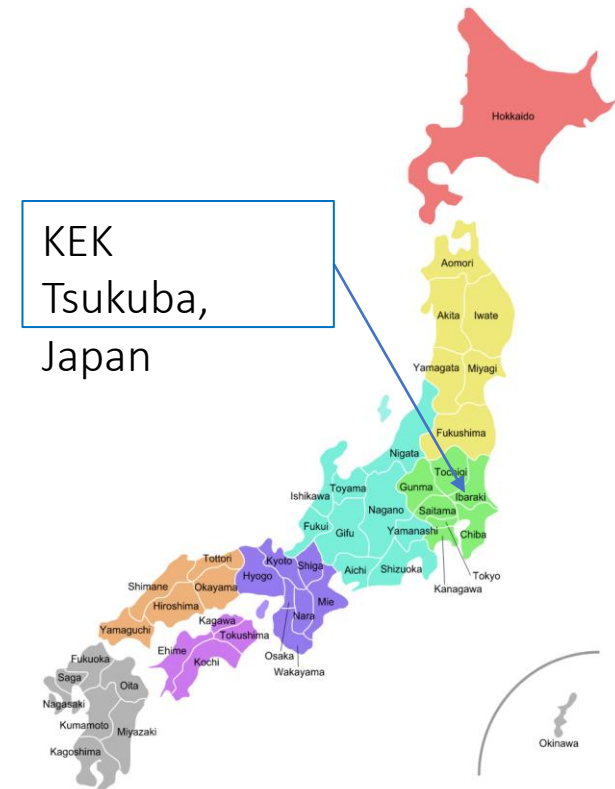 Hokkaido
KEK
Tsukuba,
Japan
Aomori
Akita
Iwate
Yamagata
Miyagi
Fukushima
Nigata
Tochigi
Gunma
Ibaraki
Toyama
Ishikawa
Nagano
Saitama
Fukui
Gifu
Yamanashi
Chiba
Aichi
Shizuoka
Tokyo
Kanagawa
Tottori
Kyoto
Shiga
Hyogo
Shimane
Okayama
Hiroshima
Mie
Nara
Kagawa
Yamaguchi
Tokushima
Ehime
Kochi
Osaka
Wakayama
Fukuoka
Saga
Oita
Nagasaki
Kumamoto
Miyazaki
Kagoshima
Okinawa